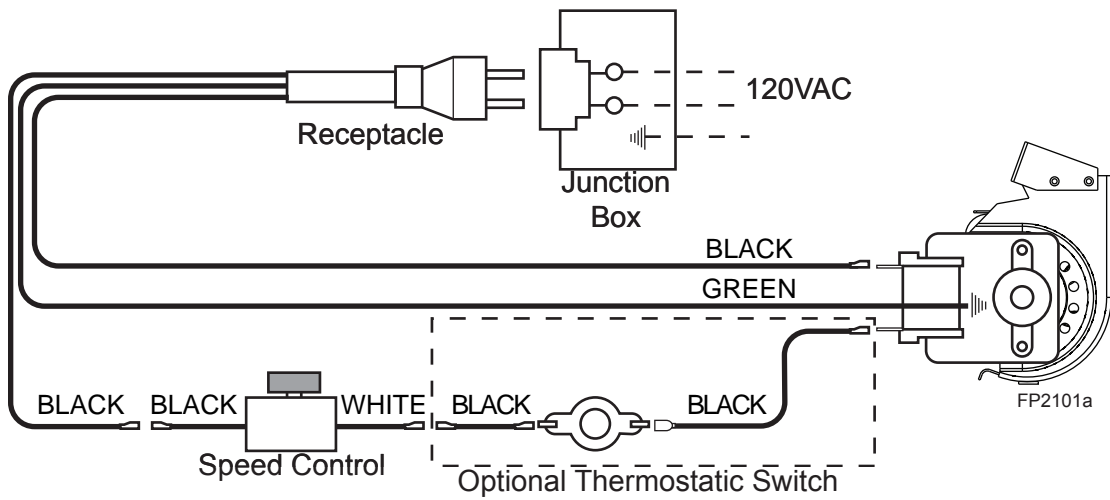 120VAC
Receptacle
Junction
Box
BLACK
GREEN
FP2101a
BLACK
BLACK
WHITE
BLACK
BLACK
Speed Control
Optional Thermostatic Switch